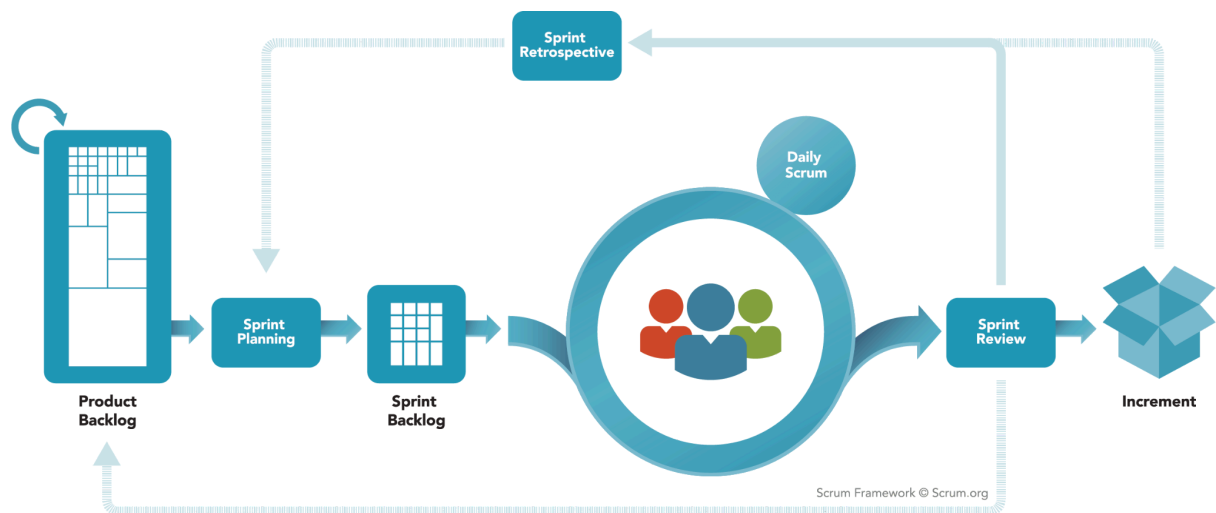 Sprint
Retrospective
Daily
Scrum
Sprint
Planning
Sprint
Review
Product
Backlog
Sprint
Backlog
Increment
Scrum Framework © Scrum.org